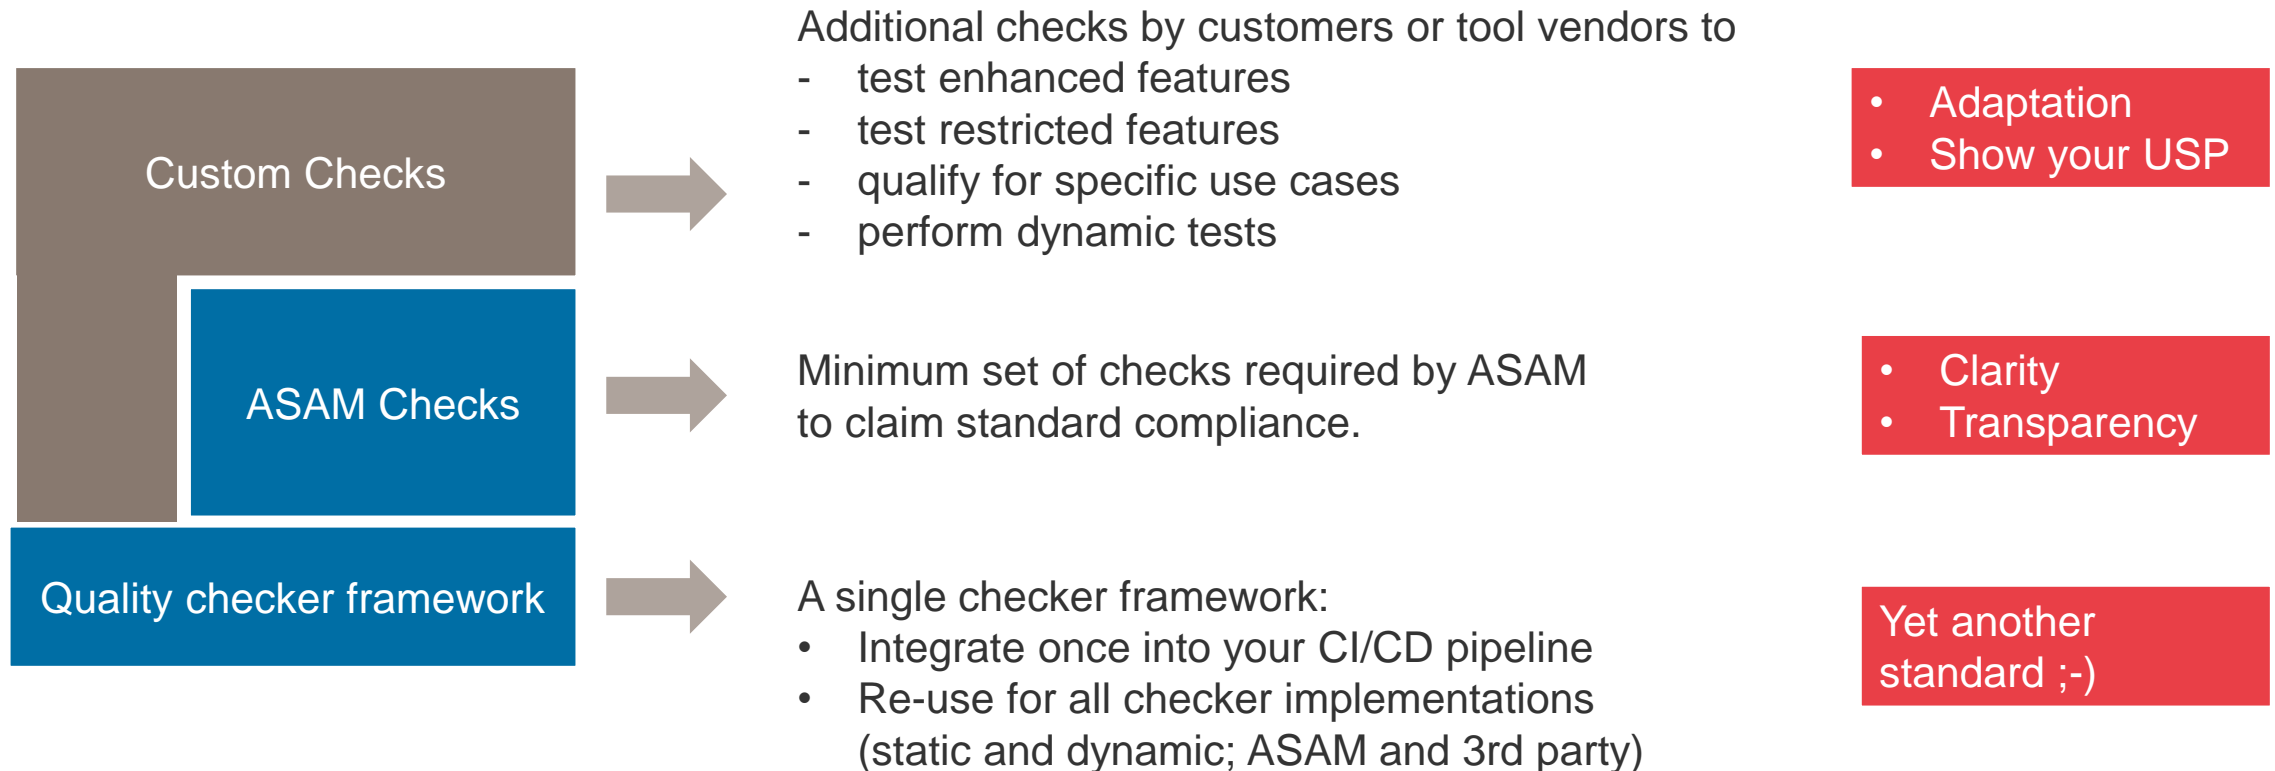 Custom Checks
Additional checks by customers or tool vendors to
- test enhanced features
- test restricted features
- qualify for specific use cases
- perform dynamic tests
• Adaptation
• Show your USP
ASAM Checks
Minimum set of checks required by ASAM
to claim standard compliance.
• Clarity
• Transparency
Quality checker framework
A single checker framework:
• Integrate once into your CI/CD pipeline
• Re-use for all checker implementations
(static and dynamic; ASAM and 3rd party)
Yet another
standard ;-)